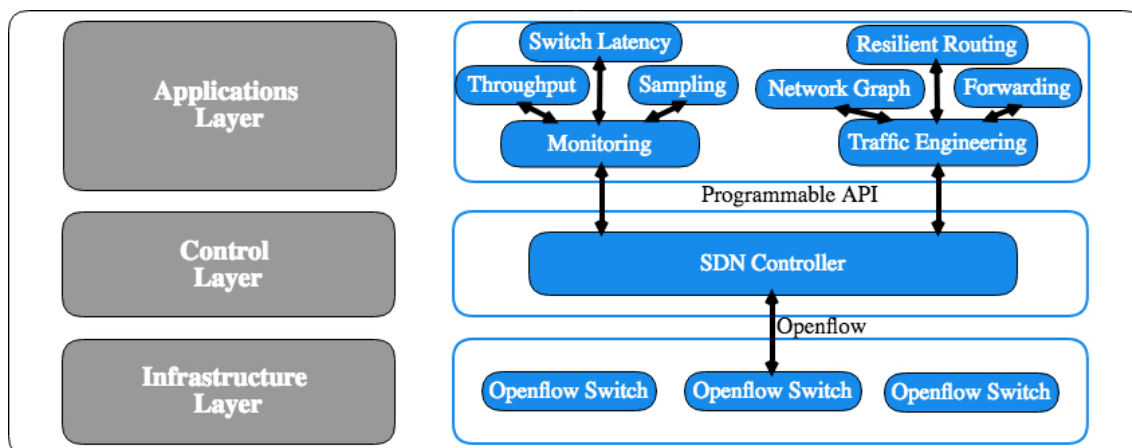 Applications
Layer
Switch Latency
Throughput
Sampling
Monitoring
Resilient Routing
Network Graph
Forwarding
Traffic Engineering
Programmable API
Control
Layer
SDN Controller
Openflow
Infrastructure
Layer
Openflow Switch
Openflow Switch
Openflow Switch